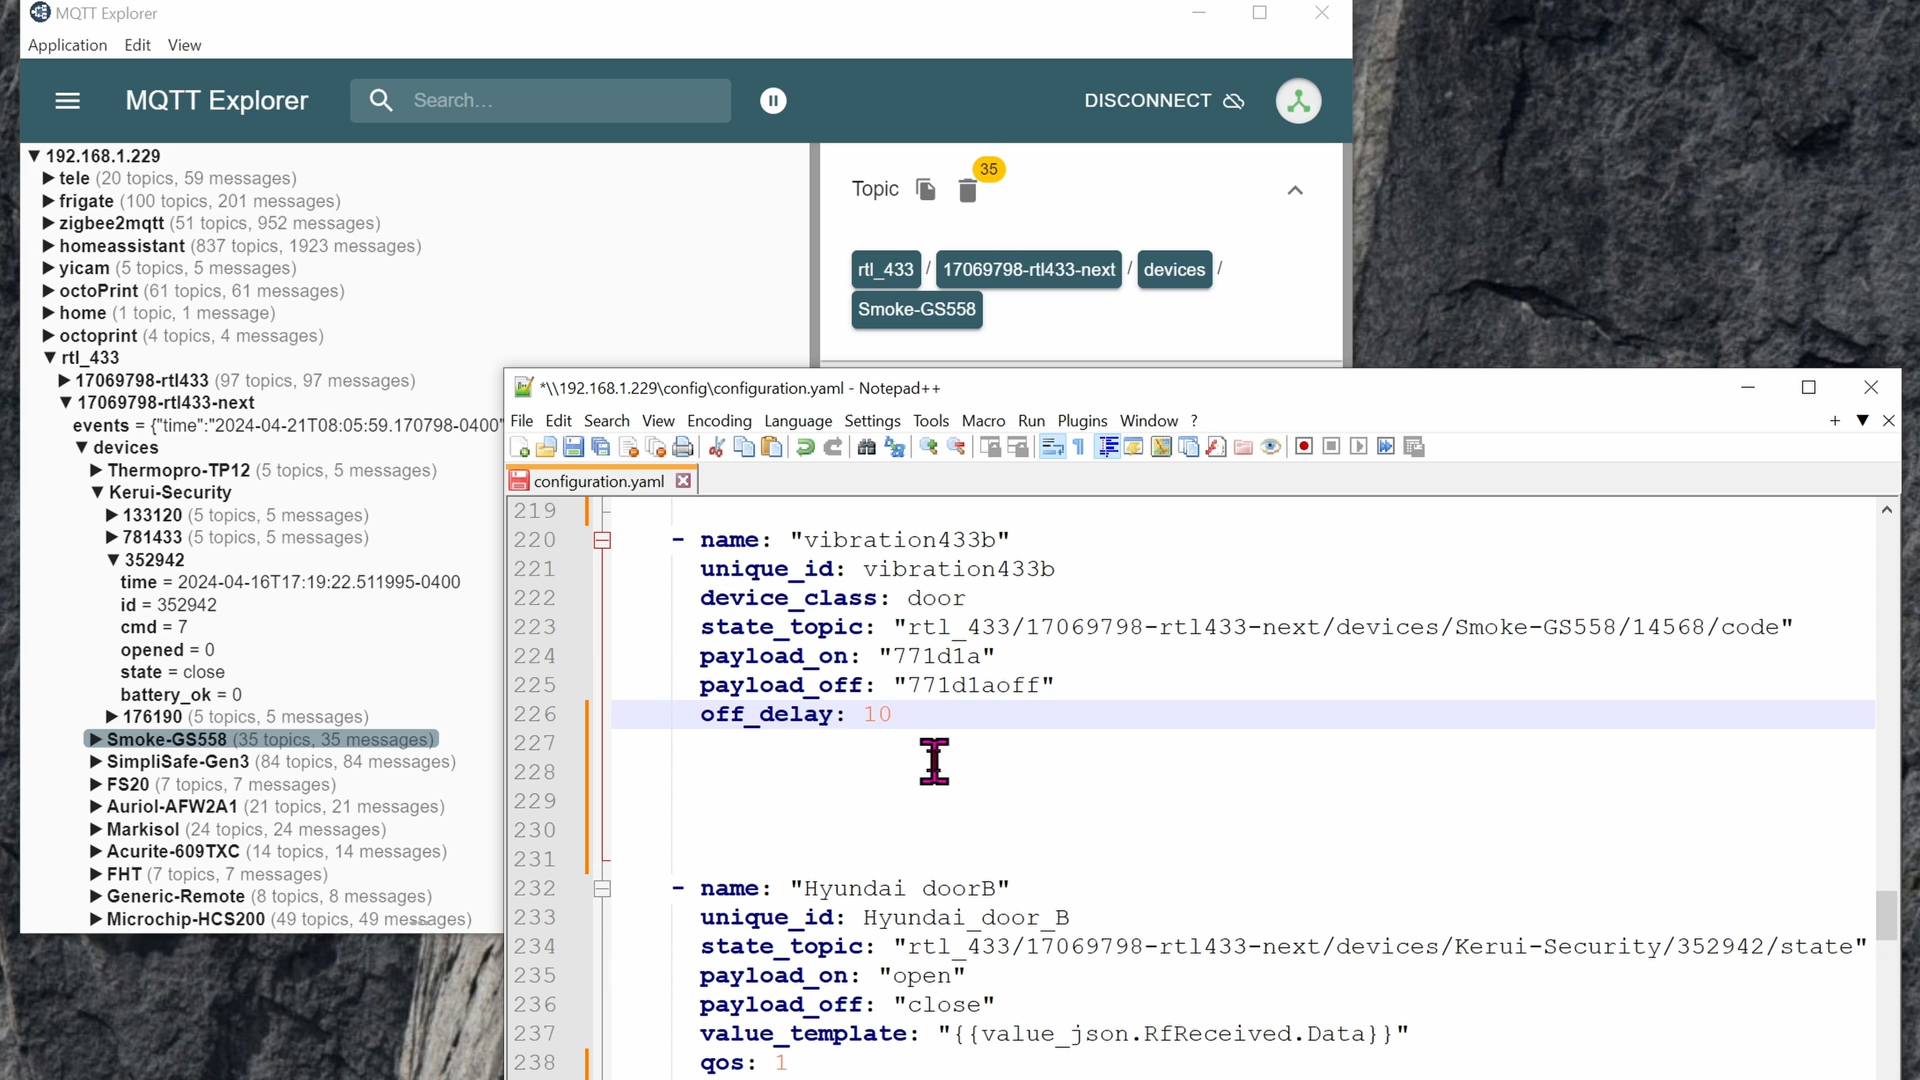 MQTT Explorer
Application Edit View
MQTT Explorer
Search...
DISCONNECT
192.168.1.229
tele (20 topics, 59 messages)
frigate (100 topics, 201 messages)
zigbee2mqtt (51 topics, 952 messages)
homeassistant (837 topics, 1923 messages)
yicam (5 topics, 5 messages)
octoPrint (61 topics, 61 messages)
home (1 topic, 1 message)
octoprint (4 topics, 4 messages)
rtl_433
17069798-rtl433 (97 topics, 97 messages)
17069798-rtl433-next
events = {"time":"2024-04-21T08:05:59.170798-0400"
devices
Thermopro-TP12 (5 topics, 5 messages)
Kerui-Security
133120 (5 topics, 5 messages)
781433 (5 topics, 5 messages)
352942
time = 2024-04-16T17:19:22.511995-0400
id = 352942
cmd = 7
opened = 0
state = close
battery_ok = 0
176190 (5 topics, 5 messages)
Smoke-GS558 (35 topics, 35 messages)
SimpliSafe-Gen3 (84 topics, 84 messages)
FS20 (7 topics, 7 messages)
Auriol-AFW2A1 (21 topics, 21 messages)
Markisol (24 topics, 24 messages)
Acurite-609TXC (14 topics, 14 messages)
FHT (7 topics, 7 messages)
Generic-Remote (8 topics, 8 messages)
Microchip-HCS200 (49 topics, 49 messages)
Topic 35
rtl_433 / 17069798-rtl433-next / devices /
Smoke-GS558
*\\192.168.1.229\config\configuration.yaml - Notepad++
File Edit Search View Encoding Language Settings Tools Macro Run Plugins Window ?
configuration.yaml
219
220 - name: "vibration433b"
221 unique_id: vibration433b
222 device_class: door
223 state_topic: "rtl_433/17069798-rtl433-next/devices/Smoke-GS558/14568/code"
224 payload_on: "771d1a"
225 payload_off: "771d1aoff"
226 off_delay: 10
227
228
229
230
231
232 - name: "Hyundai doorB"
233 unique_id: Hyundai_door_B
234 state_topic: "rtl_433/17069798-rtl433-next/devices/Kerui-Security/352942/state"
235 payload_on: "open"
236 payload_off: "close"
237 value_template: "{{value_json.RfReceived.Data}}"
238 qos: 1